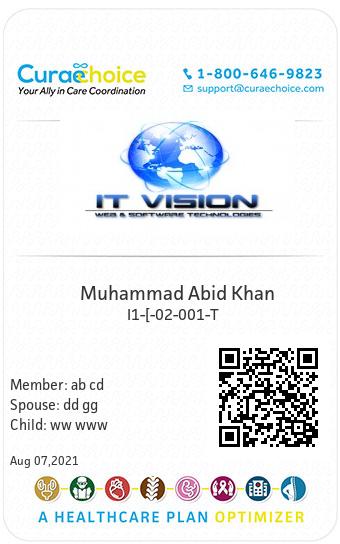 Curaechoice
Your Ally in Care Coordination
1-800-646-9823
support@curaechoice.com
IT VISION
WEB & SOFTWARE TECHNOLOGIES
Muhammad Abid Khan
I1-[-02-001-T
Member: ab cd
Spouse: dd gg
Child: ww www
Aug 07,2021
A HEALTHCARE PLAN OPTIMIZER